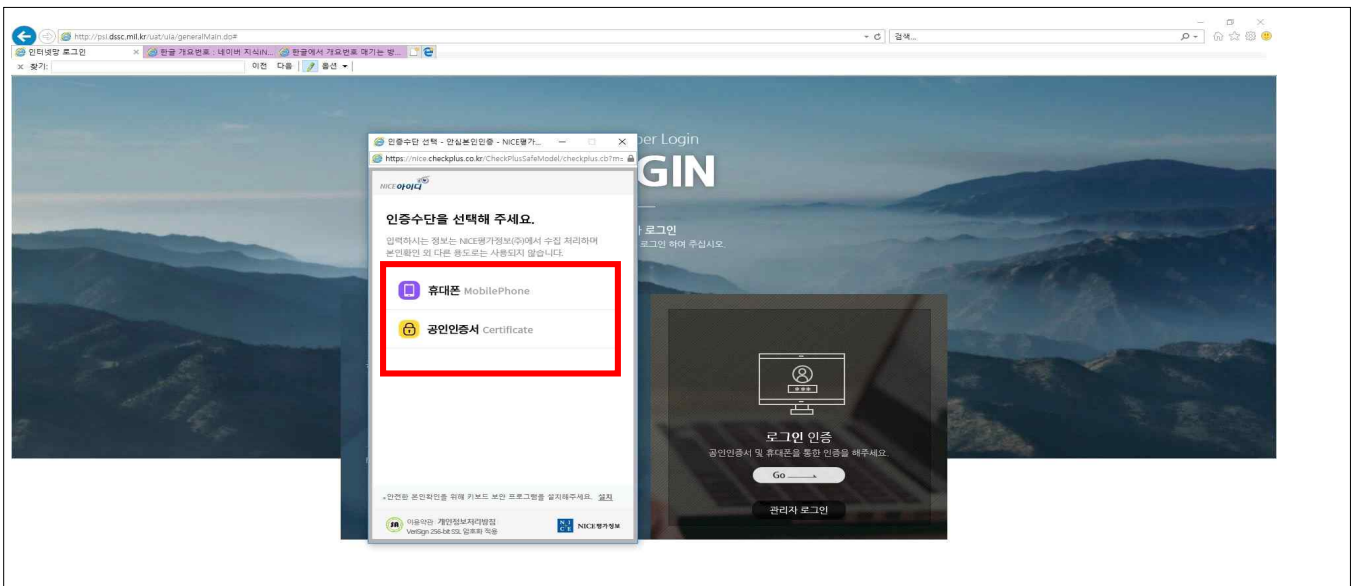 http://psi.dssc.mil.kr/uat/uia/generalMain.do#
검색...
인터넷망 로그인
한글 개요번호 : 네이버 지식iN...
한글에서 개요번호 매기는 방...
찾기:
이전 다음 옵션
인증수단 선택 - 안심본인인증 - NICE평가...
https://nice.checkplus.co.kr/CheckPlusSafeModel/checkplus.cb?m=
NICE 아이디
인증수단을 선택해 주세요.
입력하시는 정보는 NICE평가정보(주)에서 수집 처리하며
본인확인 외 다른 용도로는 사용되지 않습니다.
휴대폰 MobilePhone
공인인증서 Certificate
안전한 본인확인을 위해 키보드 보안 프로그램을 설치해주세요. 설치
이용약관 개인정보처리방침
VeriSign 256-bit SSL 암호화 적용
NICE NICE평가정보
per Login
GIN
로그인
로그인 하여 주십시오.
로그인 인증
공인인증서 및 휴대폰을 통한 인증을 해주세요.
Go
관리자 로그인